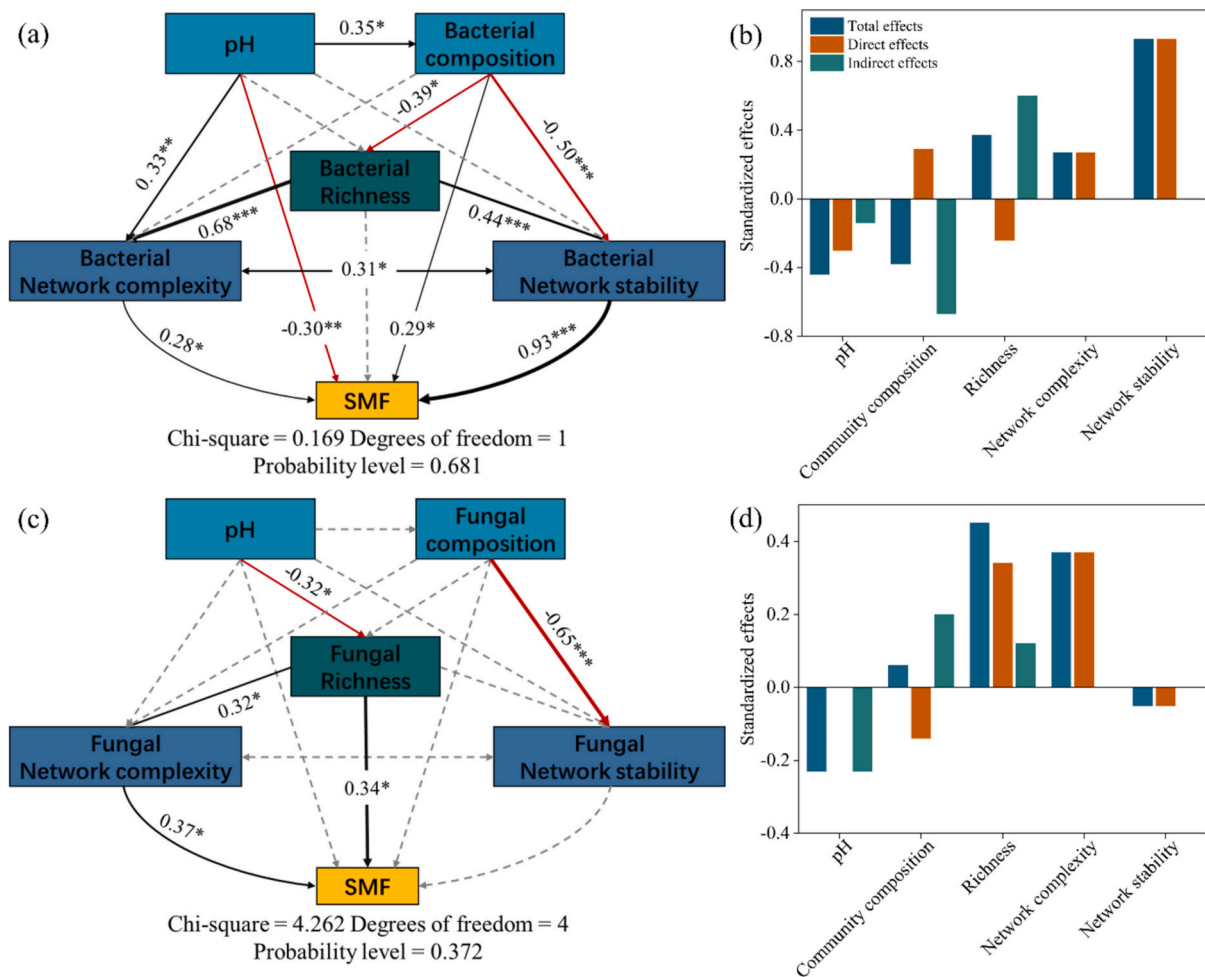 (a)
pH
0.35*
Bacterial
composition
-0.39*
-0. 50***
0.33**
Bacterial
Richness
0.68***
0.44***
Bacterial
Network complexity
0.31*
Bacterial
Network stability
-0.30**
0.29*
0.28*
0.93***
SMF
Chi-square = 0.169 Degrees of freedom = 1
Probability level = 0.681
(b)
Total effects
Direct effects
Indirect effects
Standardized effects
0.8
0.4
0.0
-0.4
-0.8
pH
Community composition
Richness
Network complexity
Network stability
(c)
pH
Fungal
composition
-0.32*
-0.65***
Fungal
Richness
0.32*
Fungal
Network complexity
Fungal
Network stability
0.34*
0.37*
SMF
Chi-square = 4.262 Degrees of freedom = 4
Probability level = 0.372
(d)
Standardized effects
0.4
0.2
0.0
-0.2
-0.4
pH
Community composition
Richness
Network complexity
Network stability